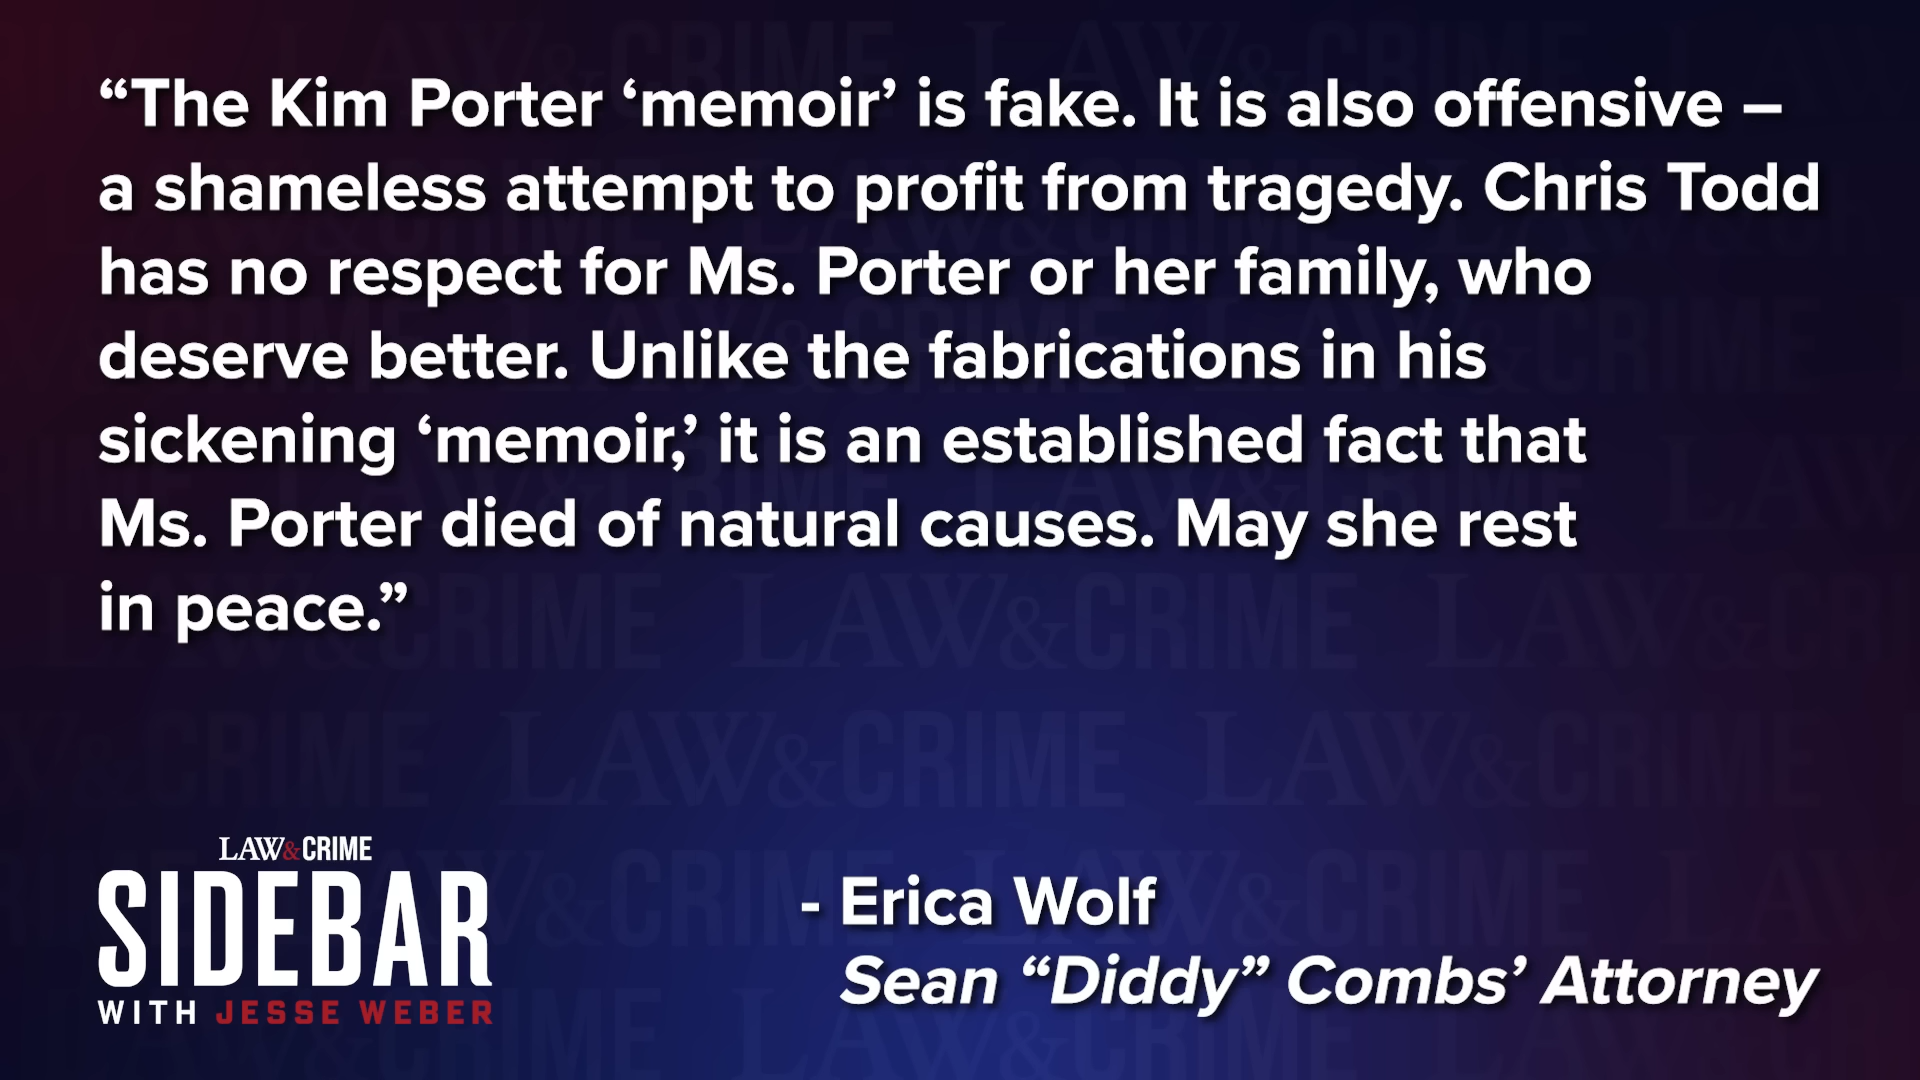 “The Kim Porter ‘memoir’ is fake. It is also offensive –
a shameless attempt to profit from tragedy. Chris Todd
has no respect for Ms. Porter or her family, who
deserve better. Unlike the fabrications in his
sickening ‘memoir,’ it is an established fact that
Ms. Porter died of natural causes. May she rest
in peace.”
LAW&CRIME
SIDEBAR
WITH JESSE WEBER
- Erica Wolf
Sean “Diddy” Combs’ Attorney